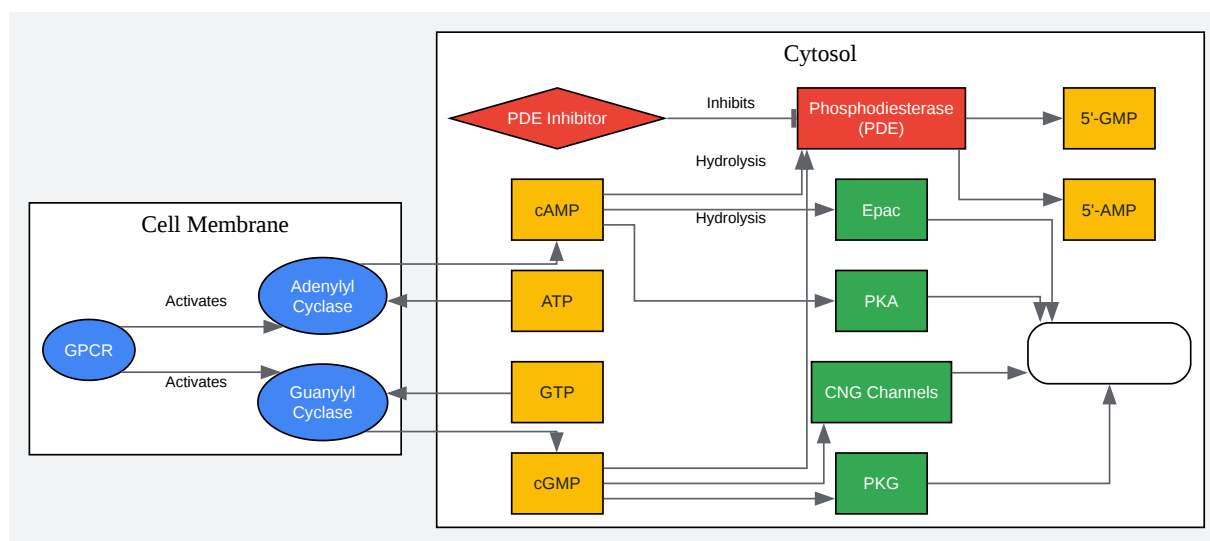 Cytosol
PDE Inhibitor
Inhibits
Phosphodiesterase
(PDE)
5'-GMP
Hydrolysis
cAMP
Hydrolysis
Epac
5'-AMP
Cell Membrane
Adenylyl
Cyclase
Activates
ATP
PKA
GPCR
Activates
Guanylyl
Cyclase
GTP
CNG Channels
cGMP
PKG